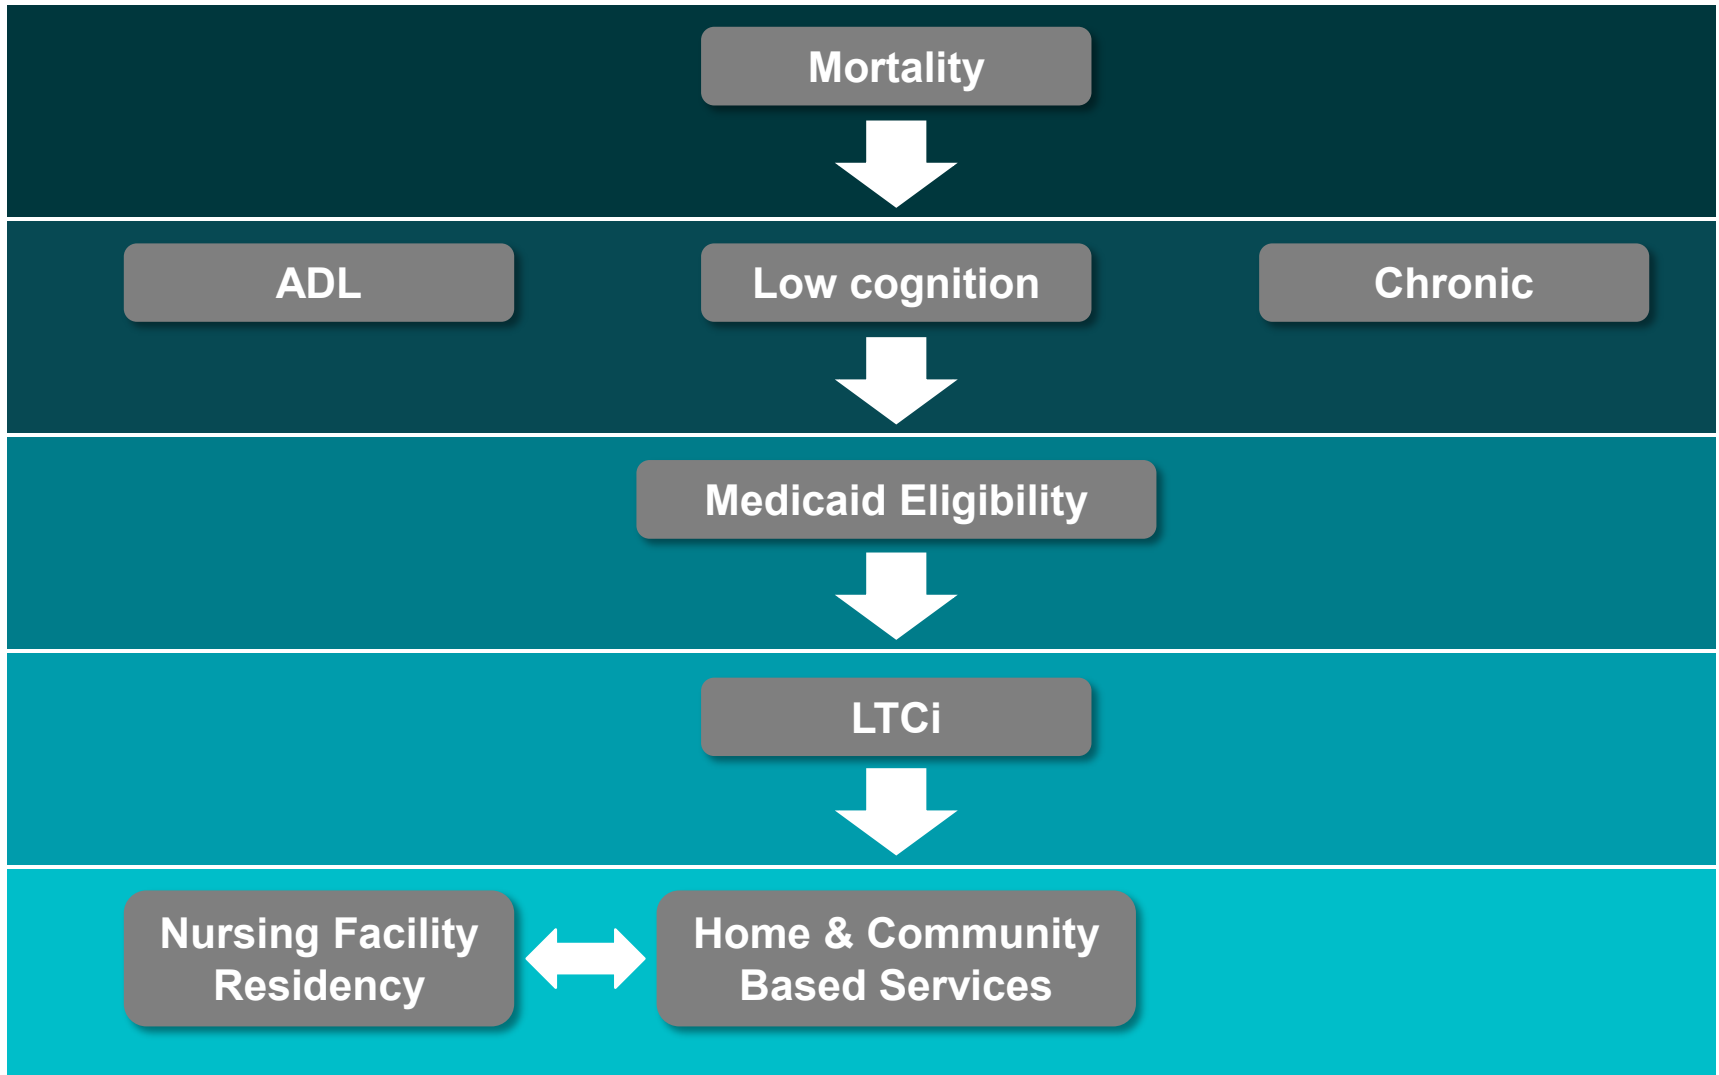 Mortality
ADL
Low cognition
Chronic
Medicaid Eligibility
LTCi
Nursing Facility
Residency
Home & Community
Based Services